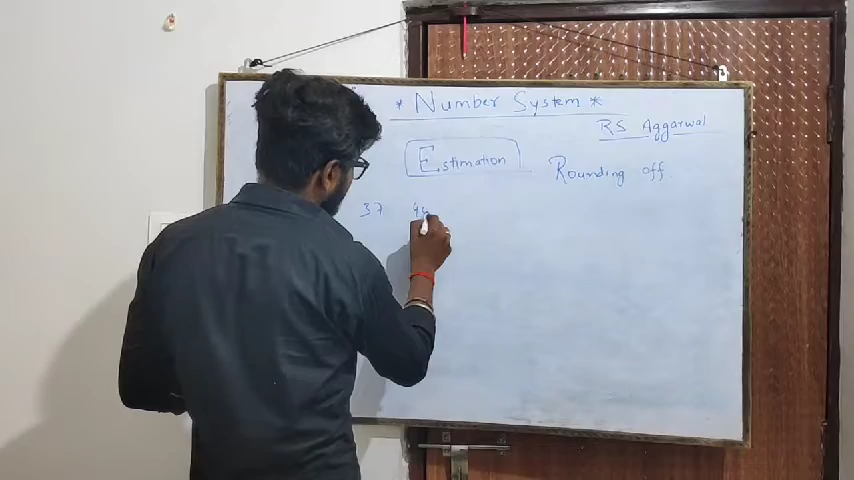 * Number System *
RS Aggarwal
Estimation
Rounding off
37